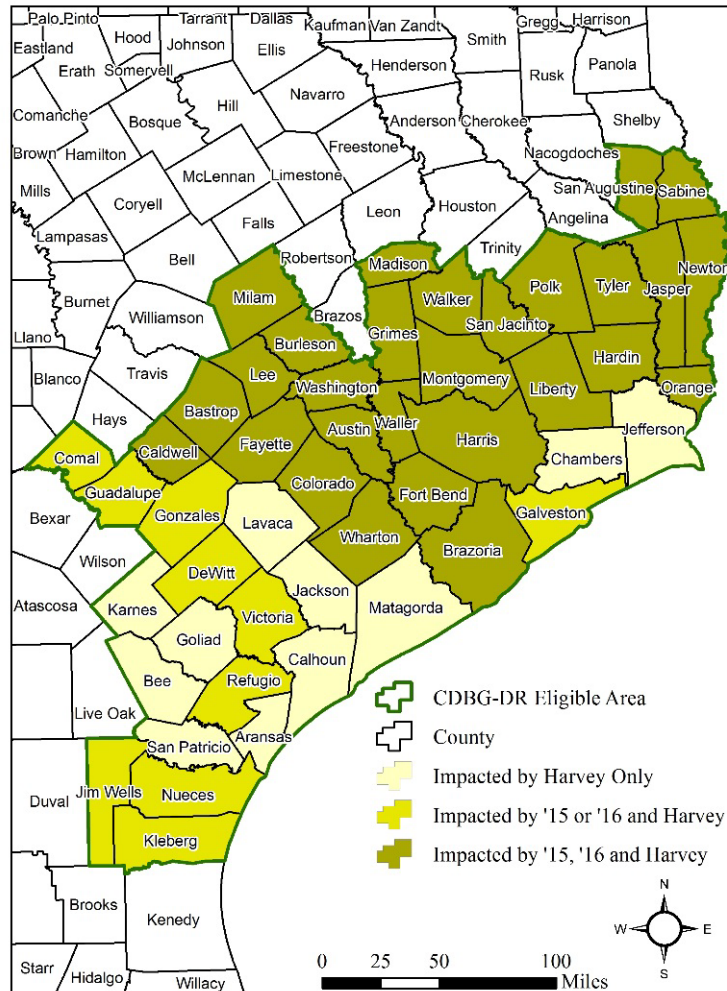 Palo Pinto
Tarrant
Dallas
Kaufman
Van Zandt
Gregg
Harrison
Hood
Johnson
Ellis
Smith
Eastland
Erath
Somervell
Henderson
Rusk
Panola
Navarro
Hill
Comanche
Bosque
Anderson
Cherokee
Shelby
Freestone
Nacogdoches
Brown
Hamilton
McLennan
Limestone
San Augustine
Sabine
Mills
Coryell
Leon
Houston
Angelina
Falls
Lampasas
Trinity
Bell
Robertson
Madison
Burnet
Milam
Walker
Polk
Tyler
Jasper
Newton
Williamson
Brazos
Grimes
San Jacinto
Llano
Burleson
Hardin
Blanco
Travis
Lee
Washington
Montgomery
Liberty
Orange
Hays
Bastrop
Austin
Waller
Jefferson
Caldwell
Fayette
Harris
Comal
Chambers
Guadalupe
Colorado
Fort Bend
Bexar
Gonzales
Lavaca
Galveston
Wharton
Brazoria
Wilson
DeWitt
Atascosa
Karnes
Victoria
Jackson
Matagorda
Goliad
Calhoun
Bee
Refugio
Live Oak
Aransas
San Patricio
Duval
Jim Wells
Nueces
Kleberg
Brooks
Kenedy
Starr
Hidalgo
Willacy
CDBG-DR Eligible Area
County
Impacted by Harvey Only
Impacted by '15 or '16 and Harvey
Impacted by '15, '16 and Harvey
N
W
E
S
0 25 50 100
Miles